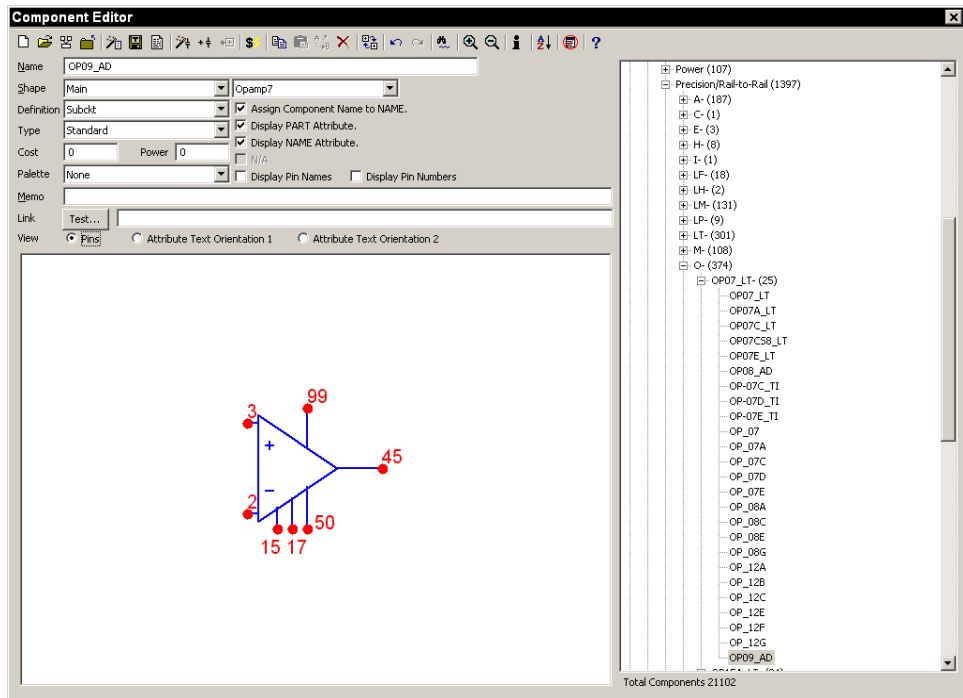 Component Editor
Name OP09_AD
Shape Main Opamp7
Definition Subckt Assign Component Name to NAME.
Type Standard Display PART Attribute.
Display NAME Attribute.
Cost 0 Power 0
N/A
Palette None Display Pin Names Display Pin Numbers
Memo
Link Test...
View Pins Attribute Text Orientation 1 Attribute Text Orientation 2
3
99
+
45
−
2
50
15 17
Power (107)
Precision/Rail-to-Rail (1397)
A- (187)
C- (1)
E- (3)
H- (8)
I- (1)
LF- (18)
LH- (2)
LM- (131)
LP- (9)
LT- (301)
M- (108)
O- (374)
OP07_LT- (25)
OP07_LT
OP07A_LT
OP07C_LT
OP07CS8_LT
OP07E_LT
OP08_AD
OP-07C_TI
OP-07D_TI
OP-07E_TI
OP_07
OP_07A
OP_07C
OP_07D
OP_07E
OP_08A
OP_08C
OP_08E
OP_08G
OP_12A
OP_12B
OP_12C
OP_12E
OP_12F
OP_12G
OP09_AD
Total Components 21102